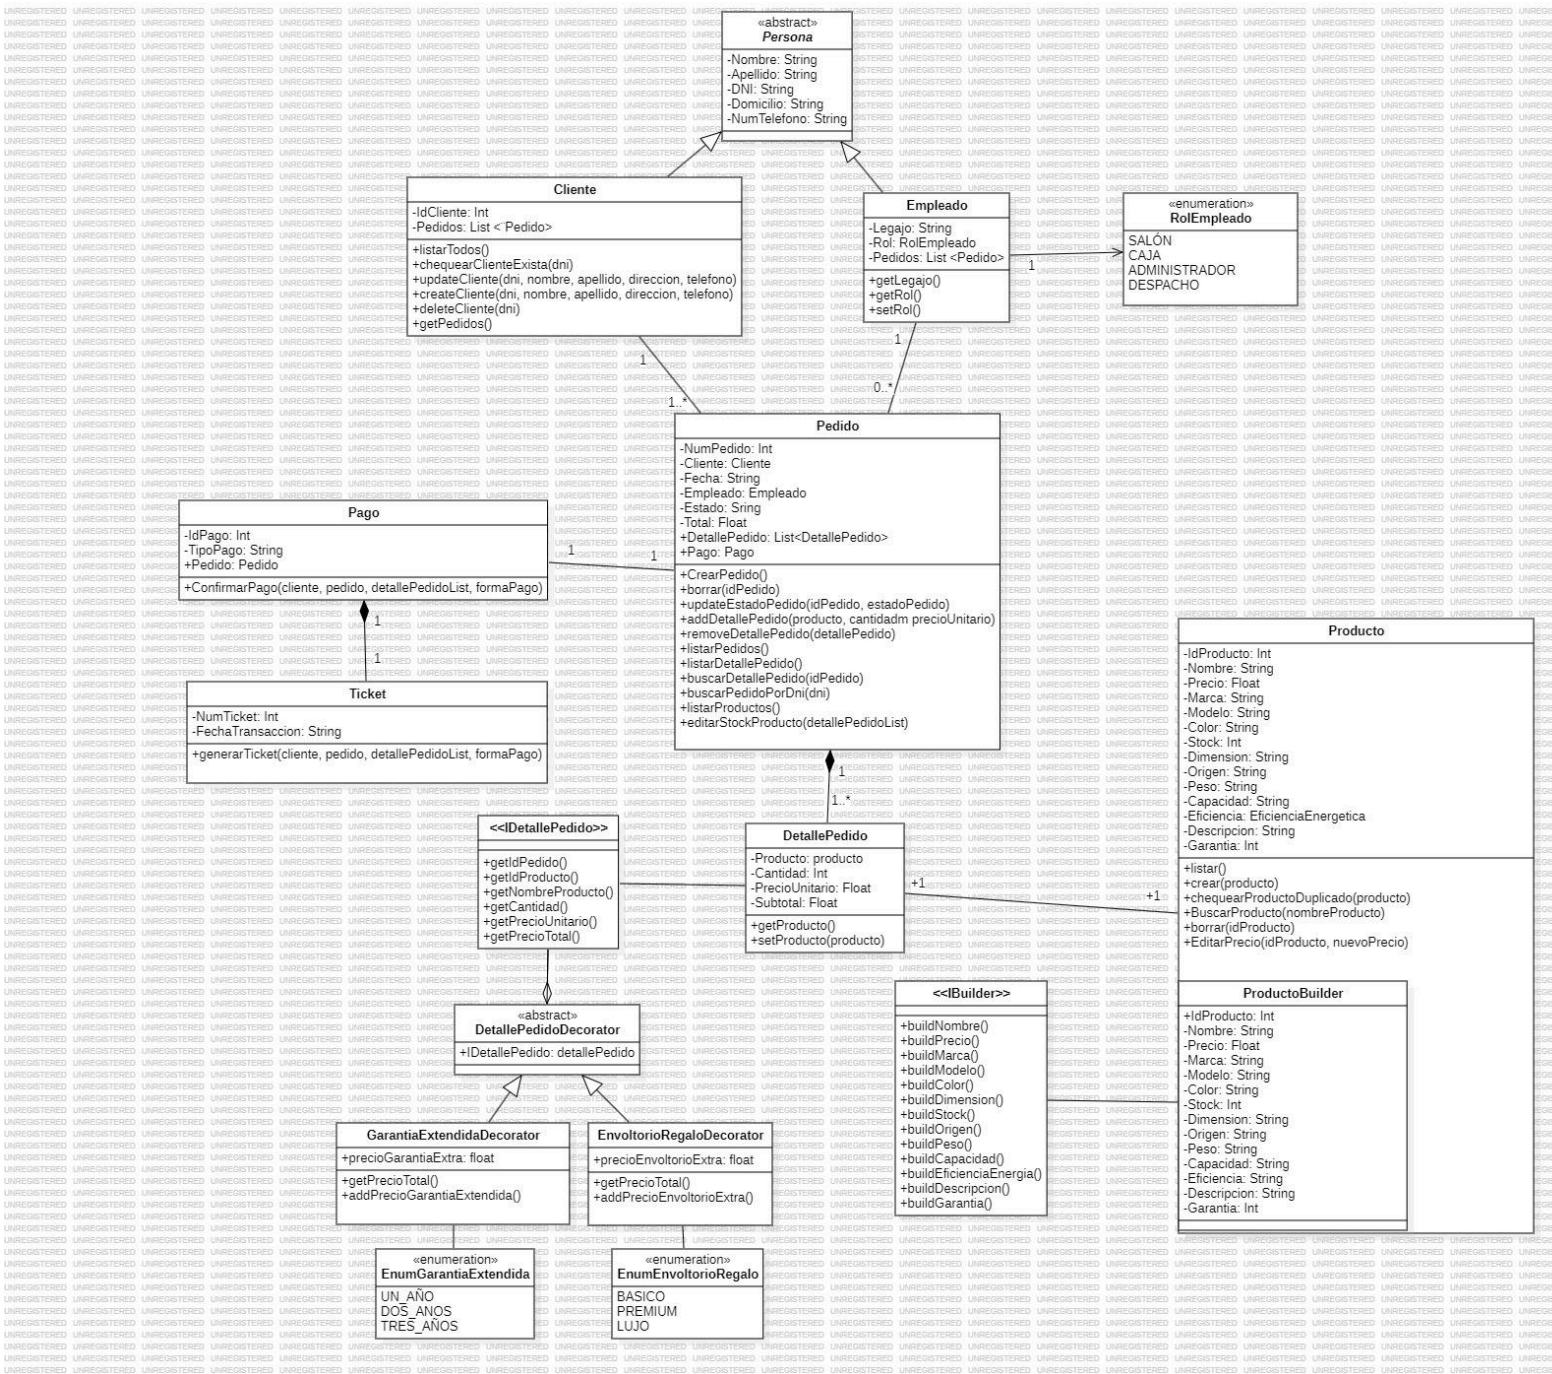 «abstract»
Persona
-Nombre: String
-Apellido: String
-DNI: String
-Domicilio: String
-NumTelefono: String
Cliente
-IdCliente: Int
-Pedidos: List <`Pedido>
+listarTodos()
+chequearClienteExista(dni)
+updateCliente(dni, nombre, apellido, direccion, telefono)
+createCliente(dni, nombre, apellido, direccion, telefono)
+deleteCliente(dni)
+getPedidos()
Empleado
-Legajo: String
-Rol: RolEmpleado
-Pedidos: List <Pedido>
+getLegajo()
+getRol()
+setRol()
1
«enumeration»
RolEmpleado
SALÓN
CAJA
ADMINISTRADOR
DESPACHO
1
1..*
1
0..*
Pedido
-NumPedido: Int
-Cliente: Cliente
-Fecha: String
-Empleado: Empleado
-Estado: Sring
-Total: Float
+DetallePedido: List<DetallePedido>
+Pago: Pago
+CrearPedido()
+borrar(idPedido)
+updateEstadoPedido(idPedido, estadoPedido)
+addDetallePedido(producto, cantidadm precioUnitario)
+removeDetallePedido(detallePedido)
+listarPedidos()
+listarDetallePedido()
+buscarDetallePedido(idPedido)
+buscarPedidoPorDni(dni)
+listarProductos()
+editarStockProducto(detallePedidoList)
Pago
-IdPago: Int
-TipoPago: String
+Pedido: Pedido
+ConfirmarPago(cliente, pedido, detallePedidoList, formaPago)
1
1
1
1
Ticket
-NumTicket: Int
-FechaTransaccion: String
+generarTicket(cliente, pedido, detallePedidoList, formaPago)
1
1..*
<<IDetallePedido>>
+getIdPedido()
+getIdProducto()
+getNombreProducto()
+getCantidad()
+getPrecioUnitario()
+getPrecioTotal()
DetallePedido
-Producto: producto
-Cantidad: Int
-PrecioUnitario: Float
-Subtotal: Float
+getProducto()
+setProducto(producto)
+1
+1
Producto
-IdProducto: Int
-Nombre: String
-Precio: Float
-Marca: String
-Modelo: String
-Color: String
-Stock: Int
-Dimension: String
-Origen: String
-Peso: String
-Capacidad: String
-Eficiencia: EficienciaEnergetica
-Descripcion: String
-Garantia: Int
+listar()
+crear(producto)
+chequearProductoDuplicado(producto)
+BuscarProducto(nombreProducto)
+borrar(idProducto)
+EditarPrecio(idProducto, nuevoPrecio)
«abstract»
DetallePedidoDecorator
+IDetallePedido: detallePedido
<<IBuilder>>
+buildNombre()
+buildPrecio()
+buildMarca()
+buildModelo()
+buildColor()
+buildDimension()
+buildStock()
+buildOrigen()
+buildPeso()
+buildCapacidad()
+buildEficienciaEnergia()
+buildDescripcion()
+buildGarantia()
ProductoBuilder
+IdProducto: Int
-Nombre: String
-Precio: Float
-Marca: String
-Modelo: String
-Color: String
-Stock: Int
-Dimension: String
-Origen: String
-Peso: String
-Capacidad: String
-Eficiencia: String
-Descripcion: String
-Garantia: Int
GarantiaExtendidaDecorator
+precioGarantiaExtra: float
+getPrecioTotal()
+addPrecioGarantiaExtendida()
EnvoltorioRegaloDecorator
+precioEnvoltorioExtra: float
+getPrecioTotal()
+addPrecioEnvoltorioExtra()
«enumeration»
EnumGarantiaExtendida
UN_AÑO
DOS_ANOS
TRES_AÑOS
«enumeration»
EnumEnvoltorioRegalo
BASICO
PREMIUM
LUJO
UNREGISTERED